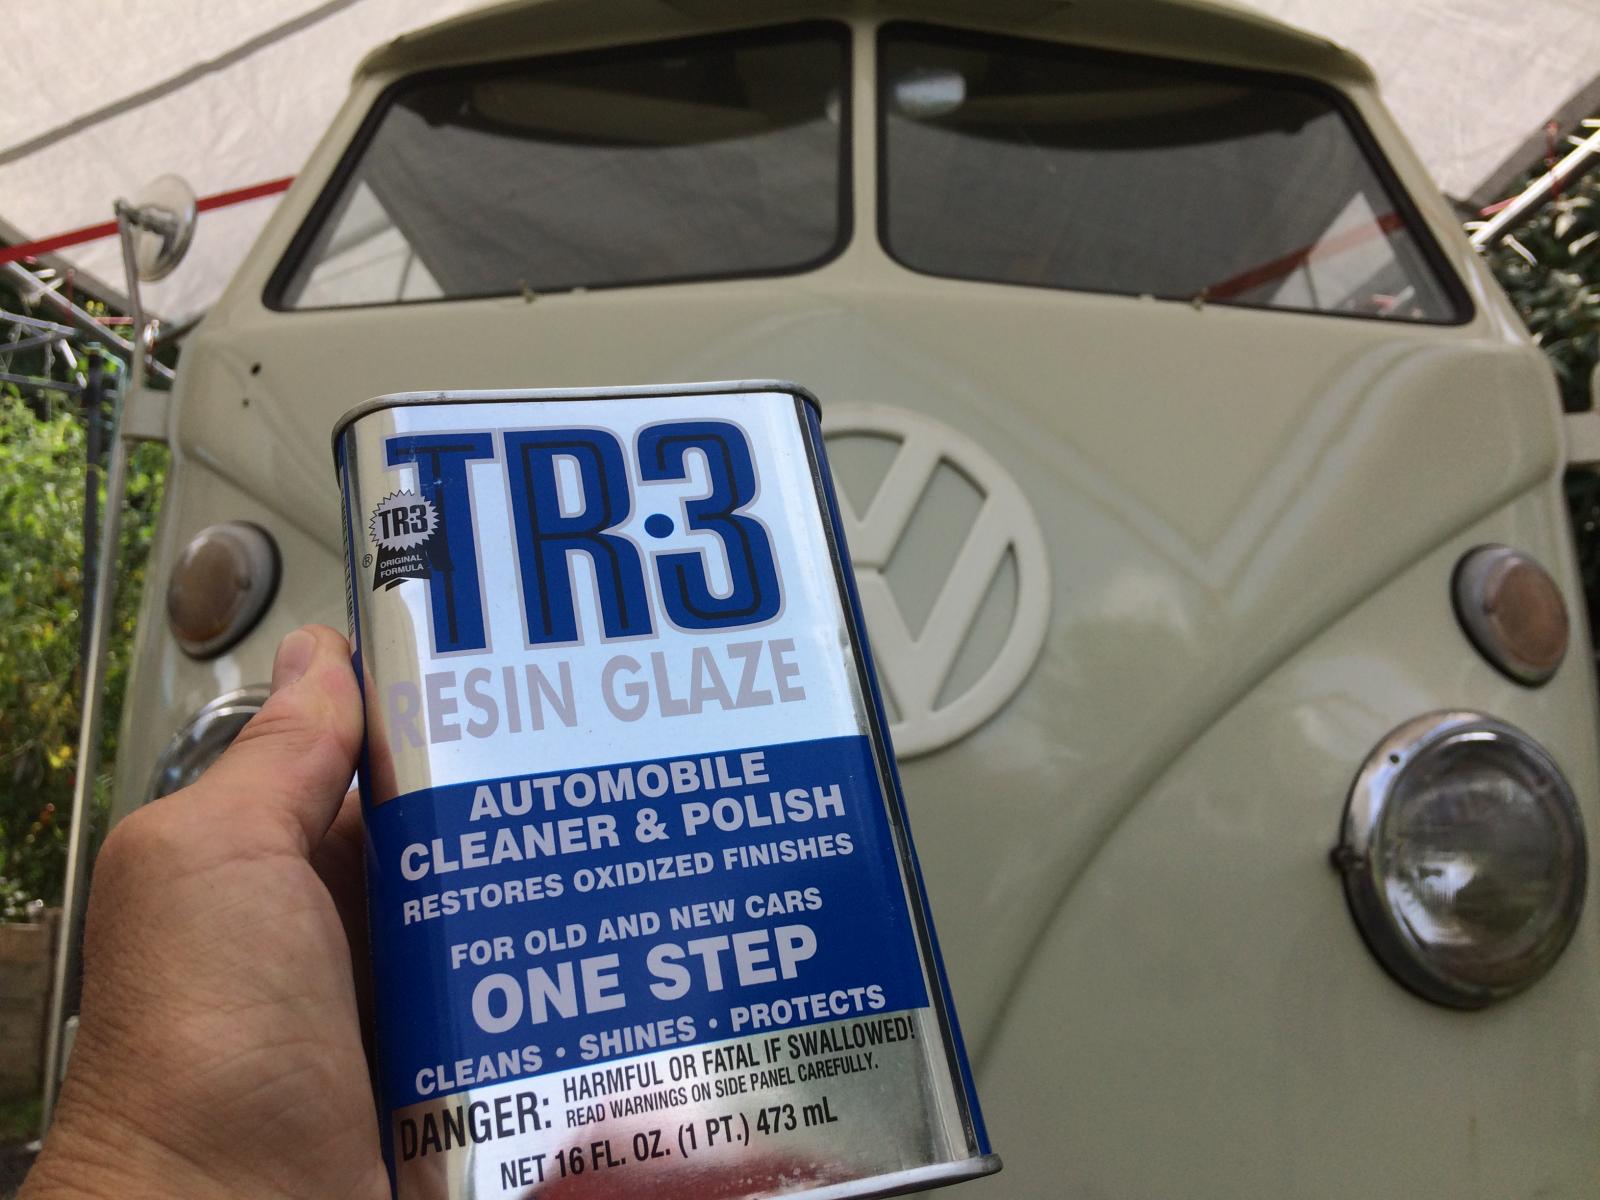 TR·3
TR3
ORIGINAL
FORMULA
®
RESIN GLAZE
AUTOMOBILE
CLEANER & POLISH
RESTORES OXIDIZED FINISHES
FOR OLD AND NEW CARS
ONE STEP
CLEANS · SHINES · PROTECTS
DANGER: HARMFUL OR FATAL IF SWALLOWED!
READ WARNINGS ON SIDE PANEL CAREFULLY.
NET 16 FL. OZ. (1 PT.) 473 mL